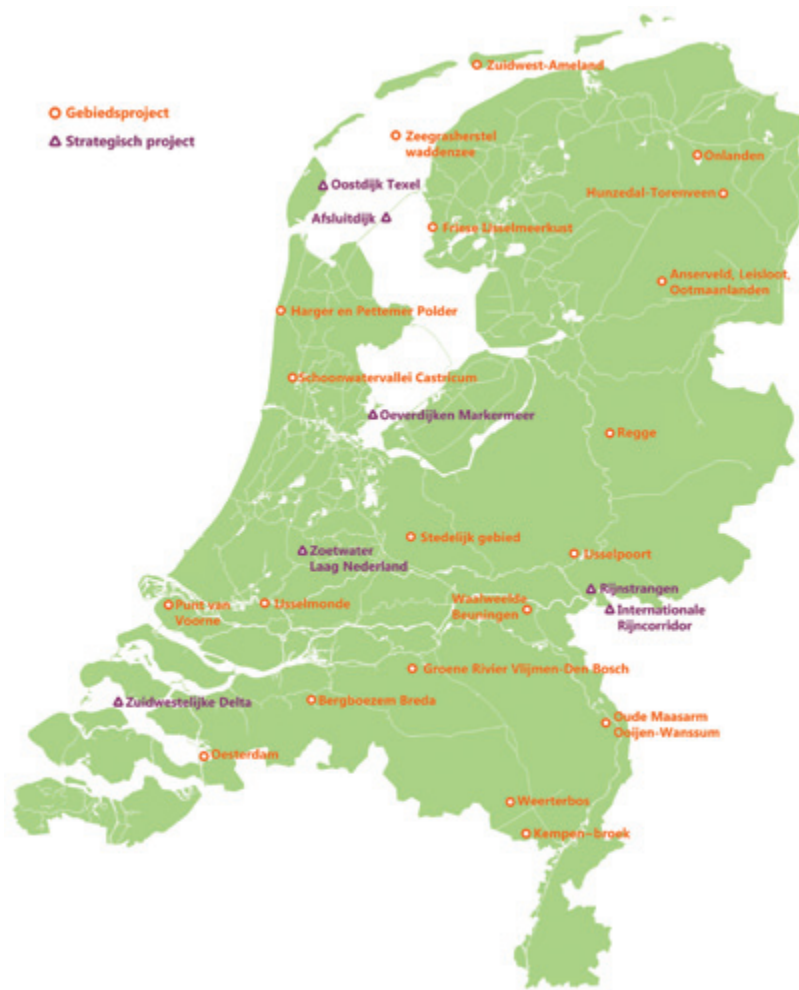 Zuidwest-Ameland
Gebiedsproject
Strategisch project
Zeegrasherstel
waddenzee
Onlanden
Oostdijk Texel
Hunzedal-Torenveen
Afsluitdijk
Friese IJsselmeerkust
Anserveld, Leisloot,
Ootmaanlanden
Harger en Pettemer Polder
Schoonwatervallei Castricum
Oeverdijken Markermeer
Regge
Stedelijk gebied
Zoetwater
Laag Nederland
IJsselpoort
Rijnstrangen
Punt van
Voorne
IJsselmonde
Waalweelde
Beuningen
Internationale
Rijncorridor
Groene Rivier Vlijmen-Den Bosch
Zuidwestelijke Delta
Bergboezem Breda
Oude Maasarm
Ooijen-Wanssum
Oesterdam
Weerterbos
Kempen~broek